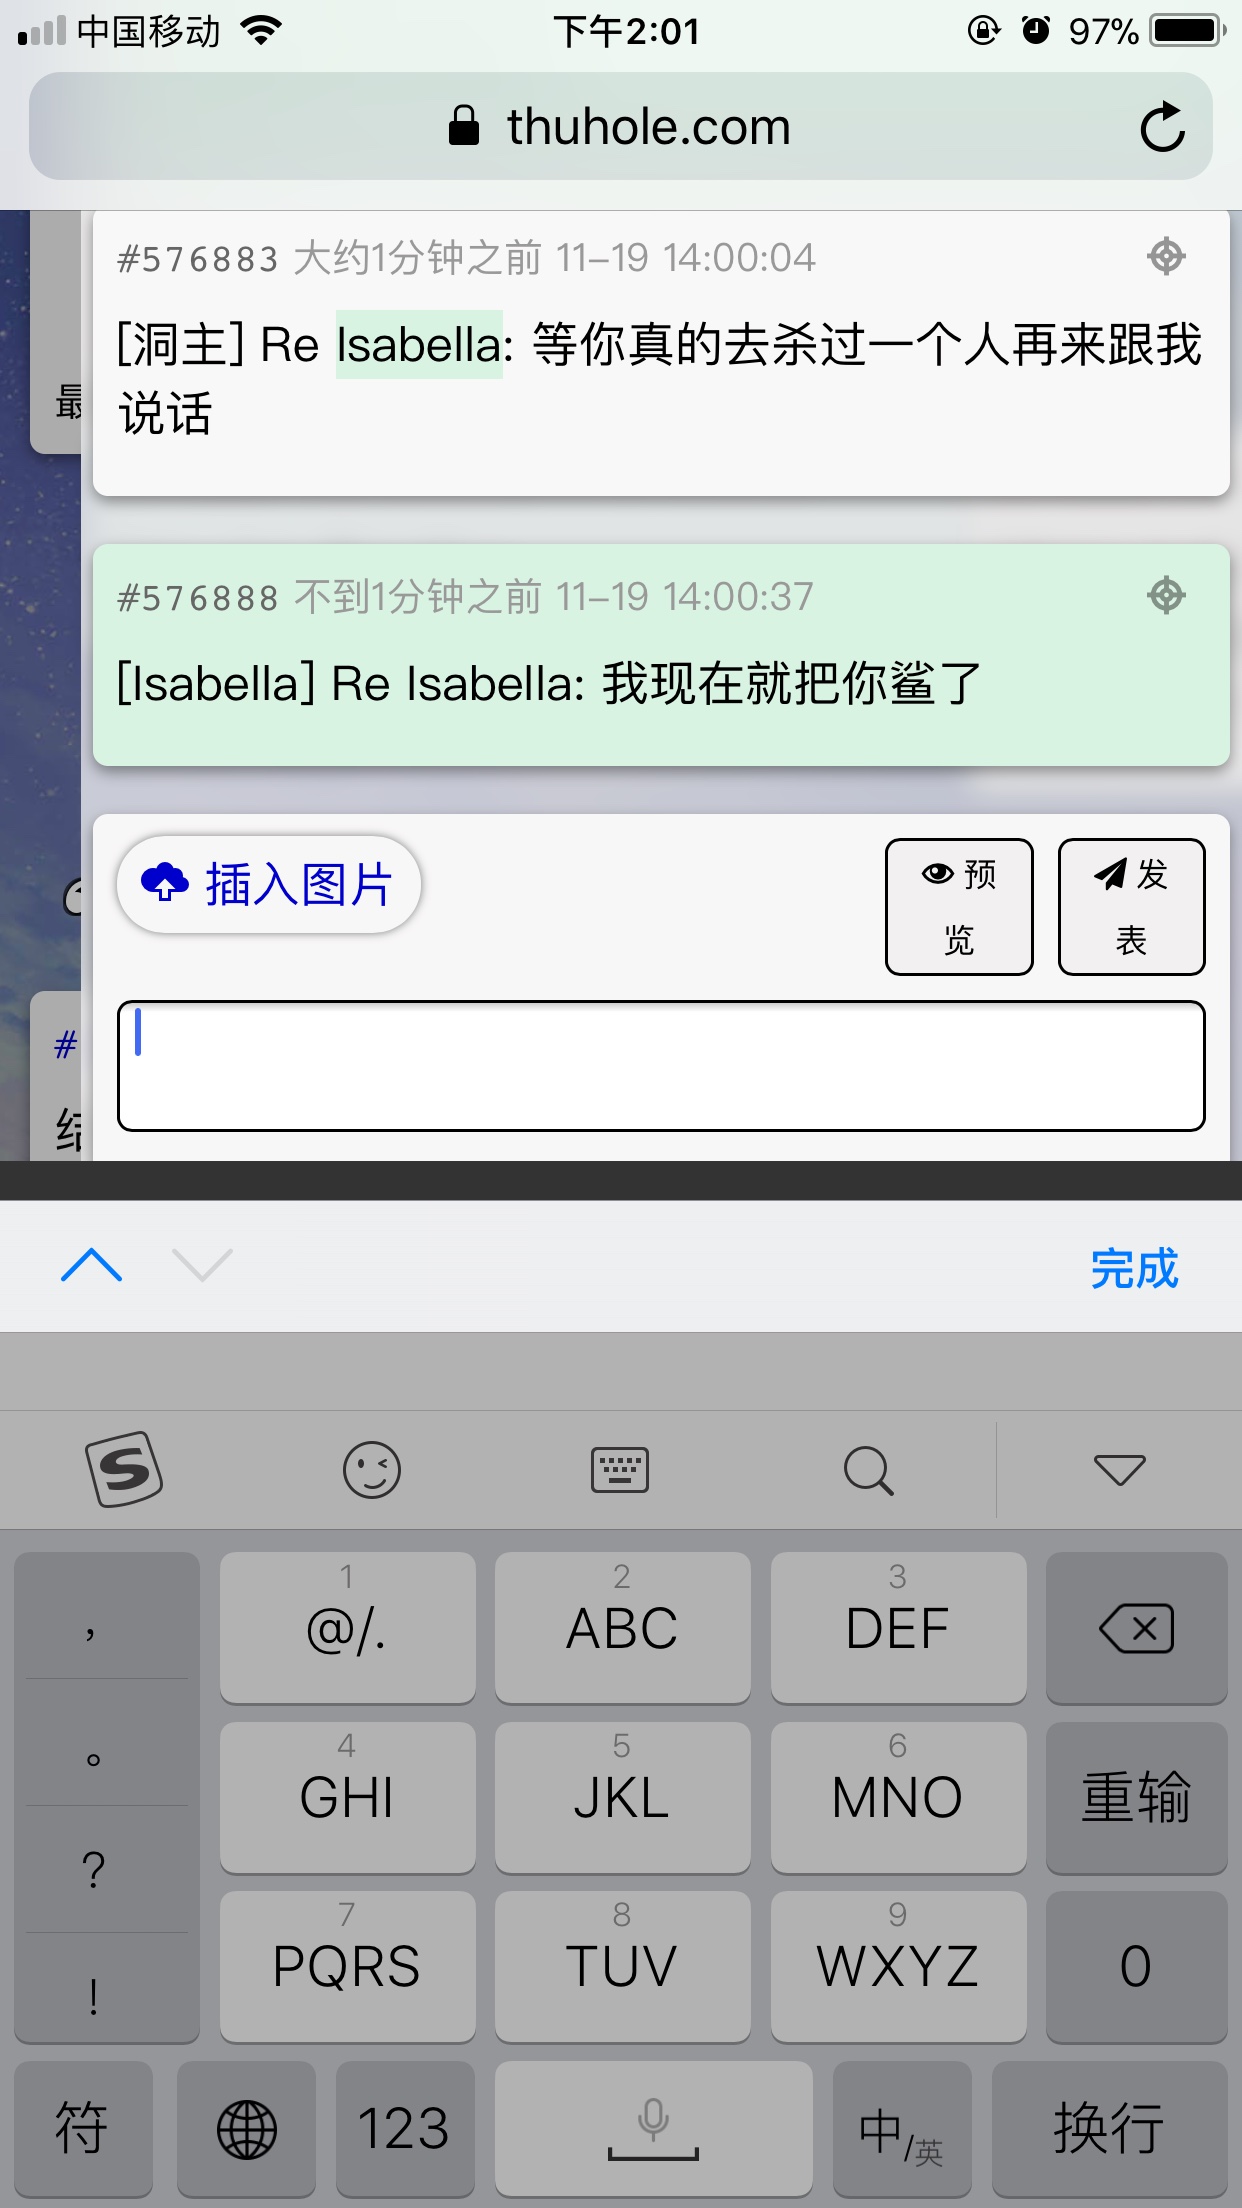 中国移动 下午2:01 97%
thuhole.com
#576883 大约1分钟之前 11-19 14:00:04
[洞主] Re Isabella: 等你真的去杀过一个人再来跟我
说话
最
#576888 不到1分钟之前 11-19 14:00:37
[Isabella] Re Isabella: 我现在就把你鲨了
插入图片 预览 发表
#
结
完成
S
, 1 @/. 2 ABC 3 DEF
。 4 GHI 5 JKL 6 MNO 重输
? 7 PQRS 8 TUV 9 WXYZ 0
!
符 123 中/英 换行